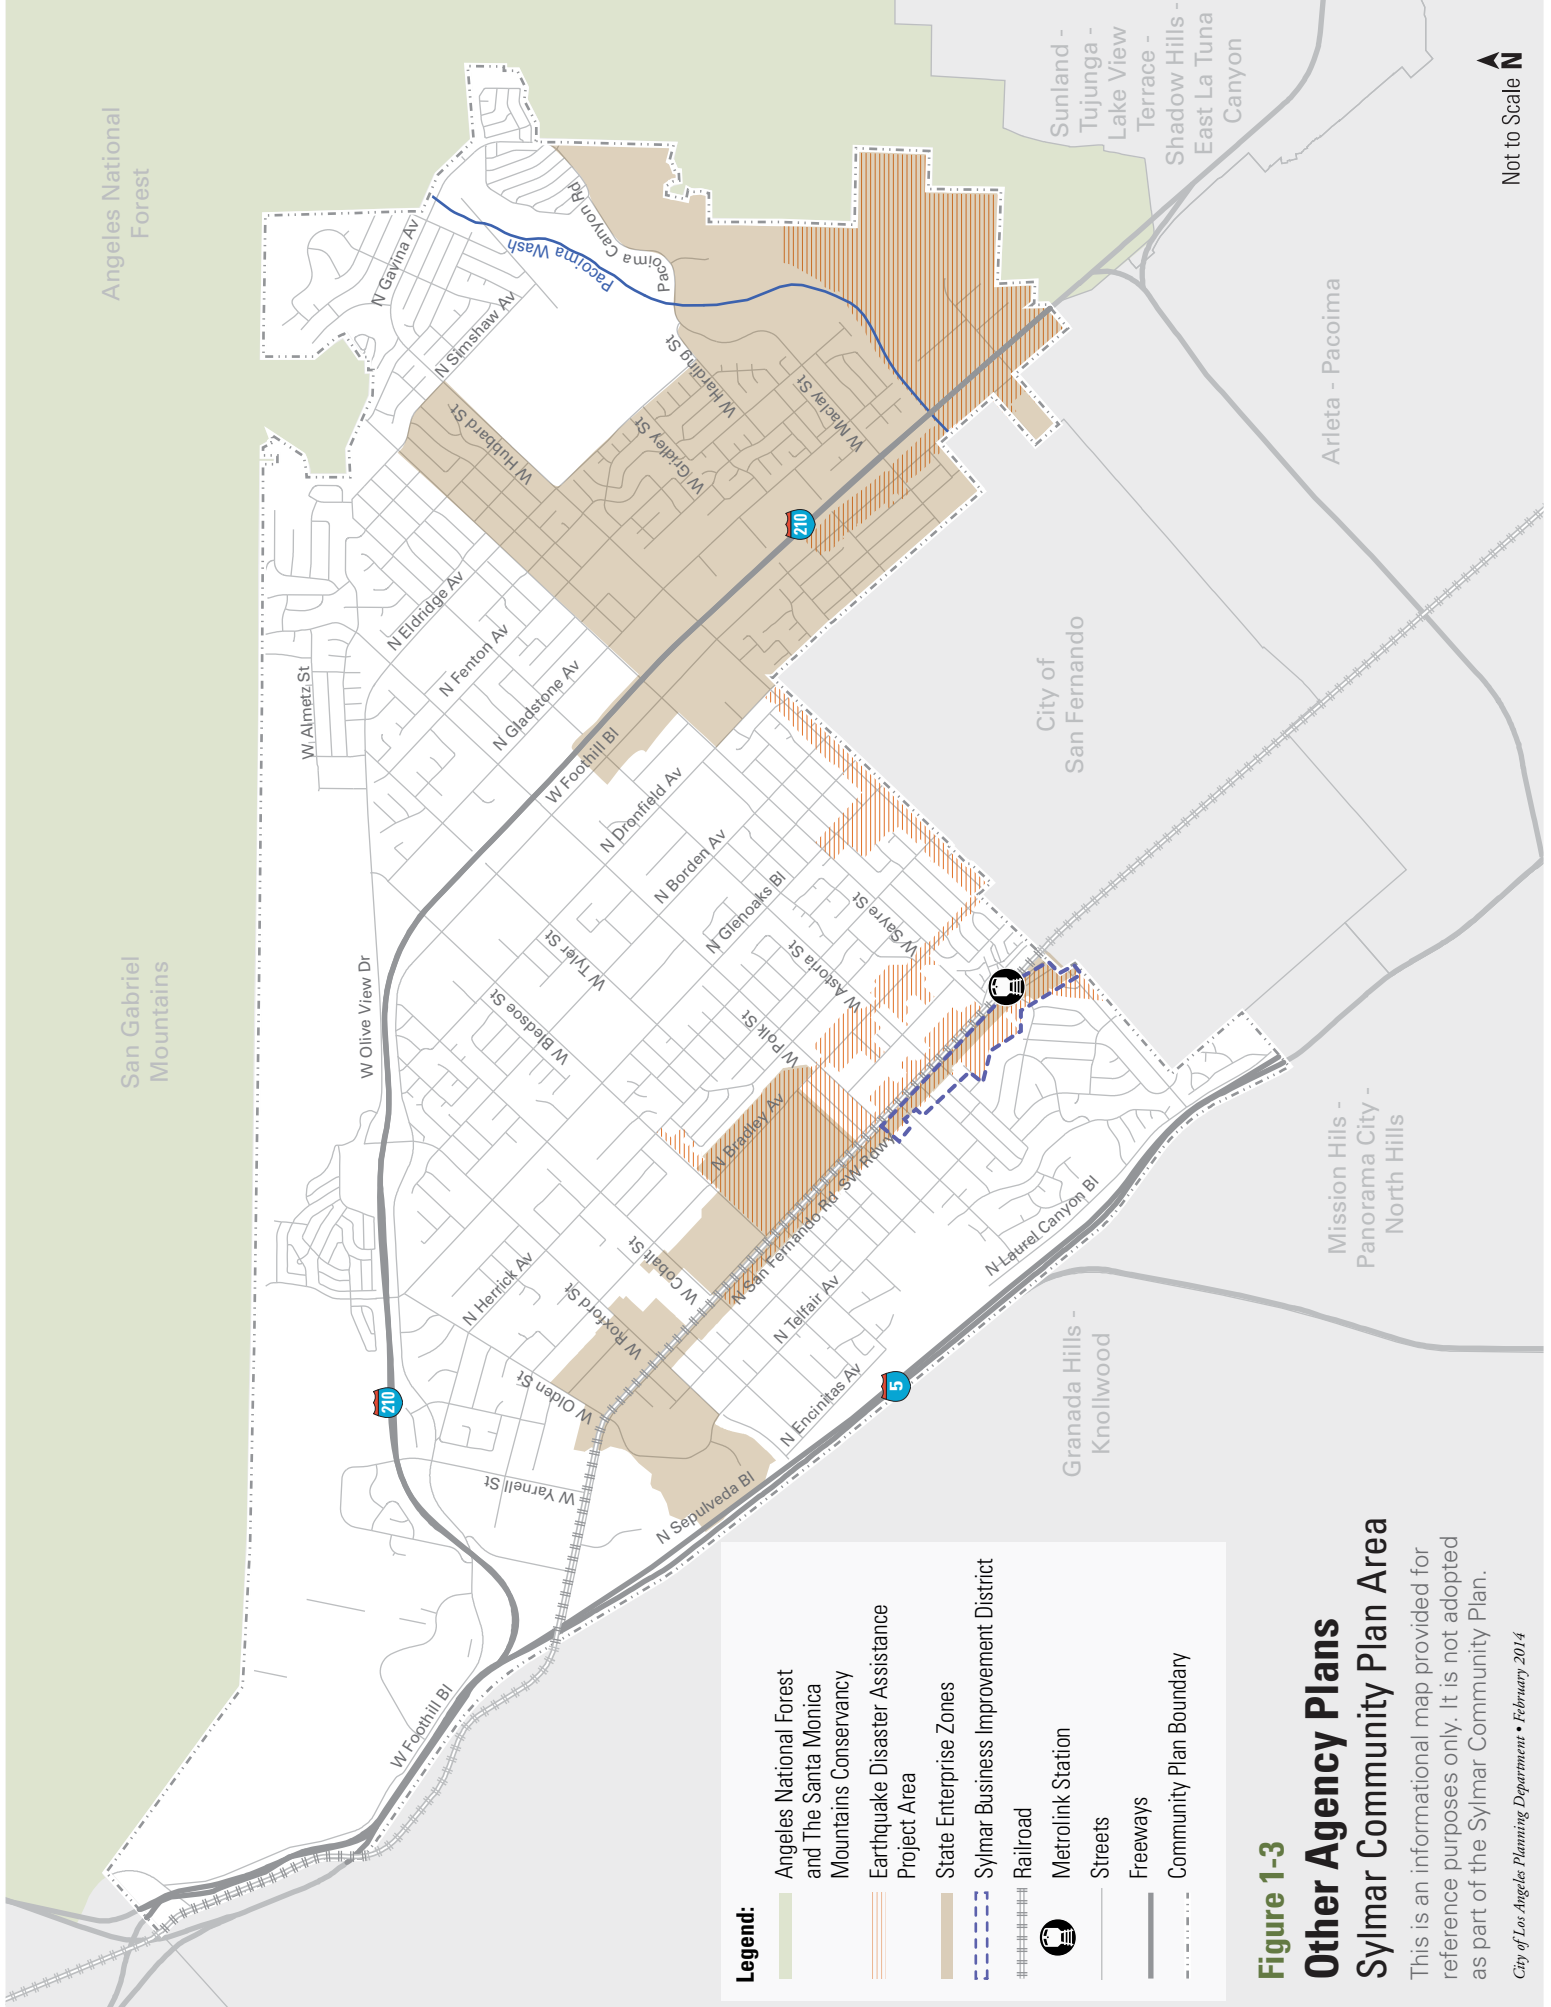 Angeles National
Forest
San Gabriel
Mountains
Sunland -
Tujunga -
Lake View
Terrace -
Shadow Hills -
East La Tuna
Canyon
Arleta - Pacoima
City of
San Fernando
Mission Hils -
Panorama City -
North Hills
Granada Hills -
Knollwood
N Gavina Av
N Simshaw Av
Pacoima Wash
Pacoima Canyon Rd
W Hubbard St
W Harding St
W Gridley St
W Maclay St
N Eldridge Av
N Fenton Av
N Gladstone Av
W Almetz St
W Foothill Bl
210
N Dronfield Av
N Borden Av
N Glenoaks Bl
W Sayre St
W Astoria St
W Tyler St
W Polk St
W Bledsoe St
W Olive View Dr
N Bradley Av
N San Fernando Rd SW Rdwy
N Laurel Canyon Bl
W Cobalt St
N Herrick Av
W Roxford St
N Telfair Av
W Olden St
N Encinitas Av
210
5
W Yarnell St
N Sepulveda Bl
W Foothill Bl
Legend:
Angeles National Forest
and The Santa Monica
Mountains Conservancy
Earthquake Disaster Assistance
Project Area
State Enterprise Zones
Sylmar Business Improvement District
Railroad
Metrolink Station
Streets
Freeways
Community Plan Boundary
Figure 1-3
Other Agency Plans
Sylmar Community Plan Area
This is an informational map provided for
reference purposes only. It is not adopted
as part of the Sylmar Community Plan.
City of Los Angeles Planning Department • February 2014
Not to Scale
N